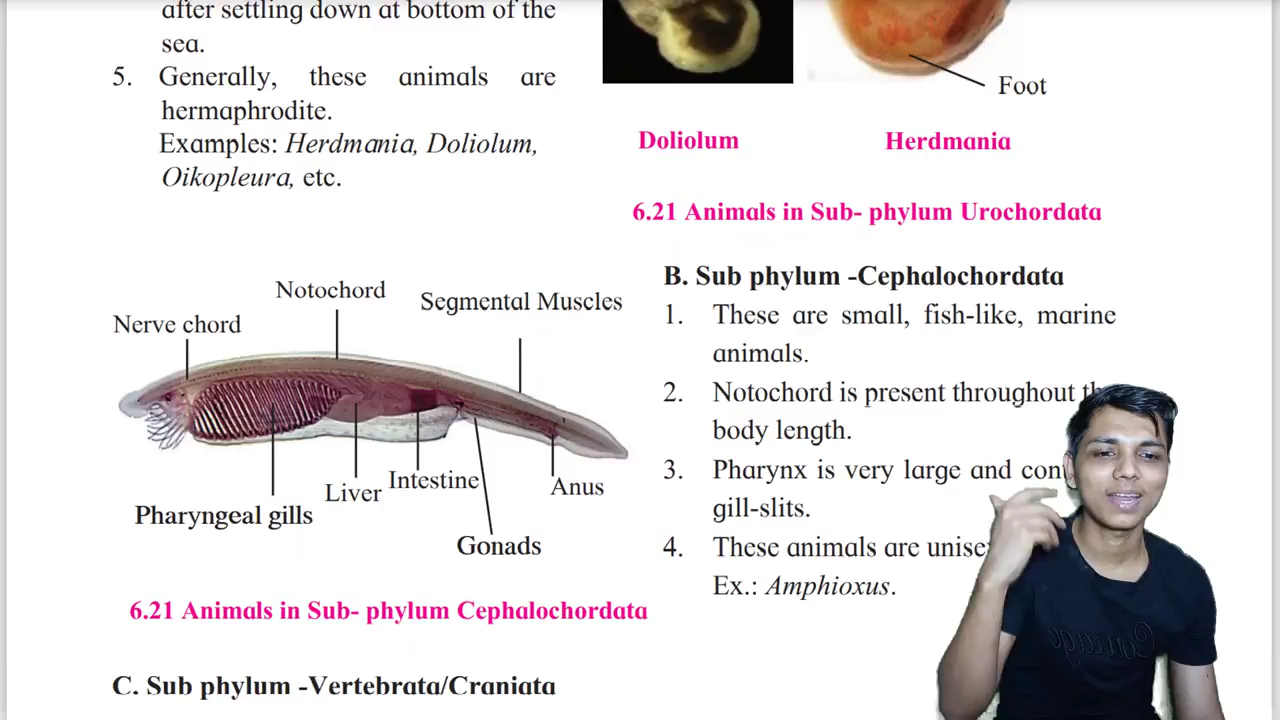 after settling down at bottom of the
sea.
5. Generally, these animals are
hermaphrodite.
Examples: Herdmania, Doliolum,
Oikopleura, etc.
Foot
Doliolum
Herdmania
6.21 Animals in Sub- phylum Urochordata
Nerve chord
Notochord
Segmental Muscles
Pharyngeal gills
Liver
Intestine
Gonads
Anus
6.21 Animals in Sub- phylum Cephalochordata
B. Sub phylum -Cephalochordata
1. These are small, fish-like, marine
animals.
2. Notochord is present throughout
body length.
3. Pharynx is very large and
gill-slits.
4. These animals are
Ex.: Amphioxus.
C. Sub phylum -Vertebrata/Craniata
Courage